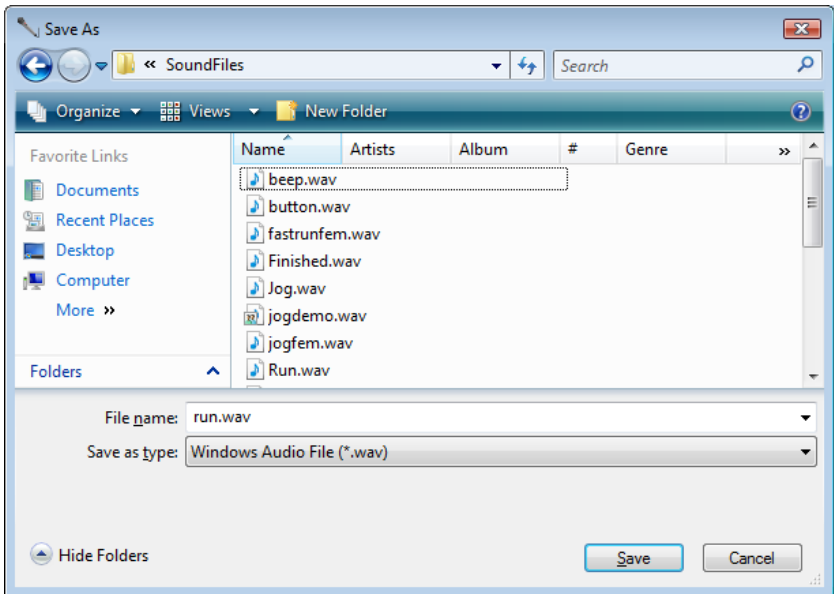 Save As
« SoundFiles Search
Organize Views New Folder
Favorite Links
Documents
Recent Places
Desktop
Computer
More »
Folders
Name Artists Album # Genre »
beep.wav
button.wav
fastrunfem.wav
Finished.wav
Jog.wav
jogdemo.wav
jogfem.wav
Run.wav
File name: run.wav
Save as type: Windows Audio File (*.wav)
Hide Folders Save Cancel